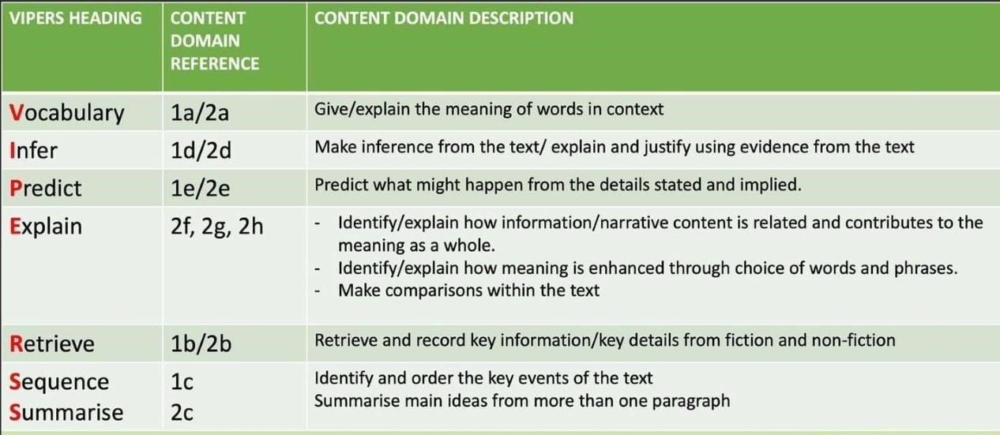 VIPERS HEADING CONTENT DOMAIN REFERENCE CONTENT DOMAIN DESCRIPTION
Vocabulary 1a/2a Give/explain the meaning of words in context
Infer 1d/2d Make inference from the text/ explain and justify using evidence from the text
Predict 1e/2e Predict what might happen from the details stated and implied.
Explain 2f, 2g, 2h - Identify/explain how information/narrative content is related and contributes to the
meaning as a whole.
- Identify/explain how meaning is enhanced through choice of words and phrases.
- Make comparisons within the text
Retrieve 1b/2b Retrieve and record key information/key details from fiction and non-fiction
Sequence 1c Identify and order the key events of the text
Summarise 2c Summarise main ideas from more than one paragraph